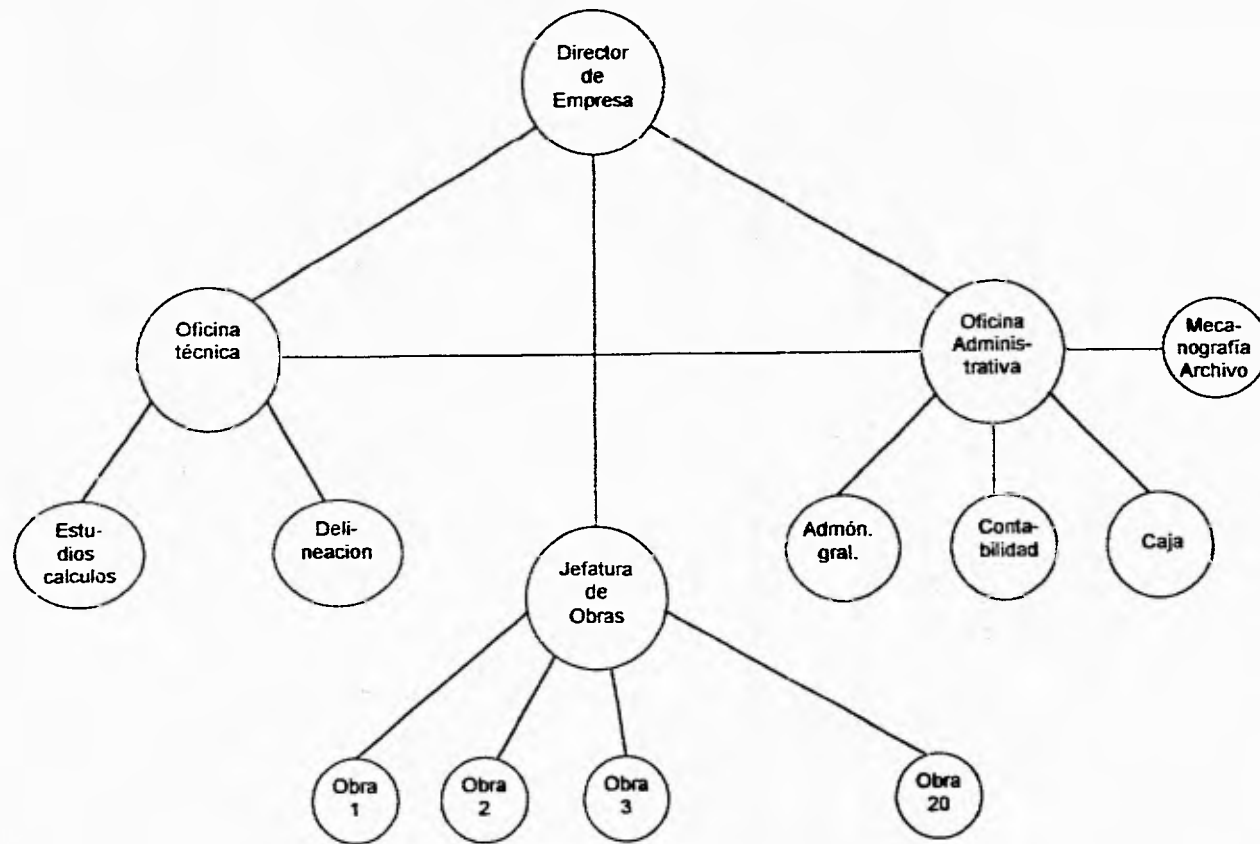 Director
de
Empresa
Oficina
técnica
Oficina
Adminis-
trativa
Meca-
nografía
Archivo
Estu-
dios
calculos
Deli-
neacion
Admón.
gral.
Conta-
bilidad
Caja
Jefatura
de
Obras
Obra
1
Obra
2
Obra
3
Obra
20